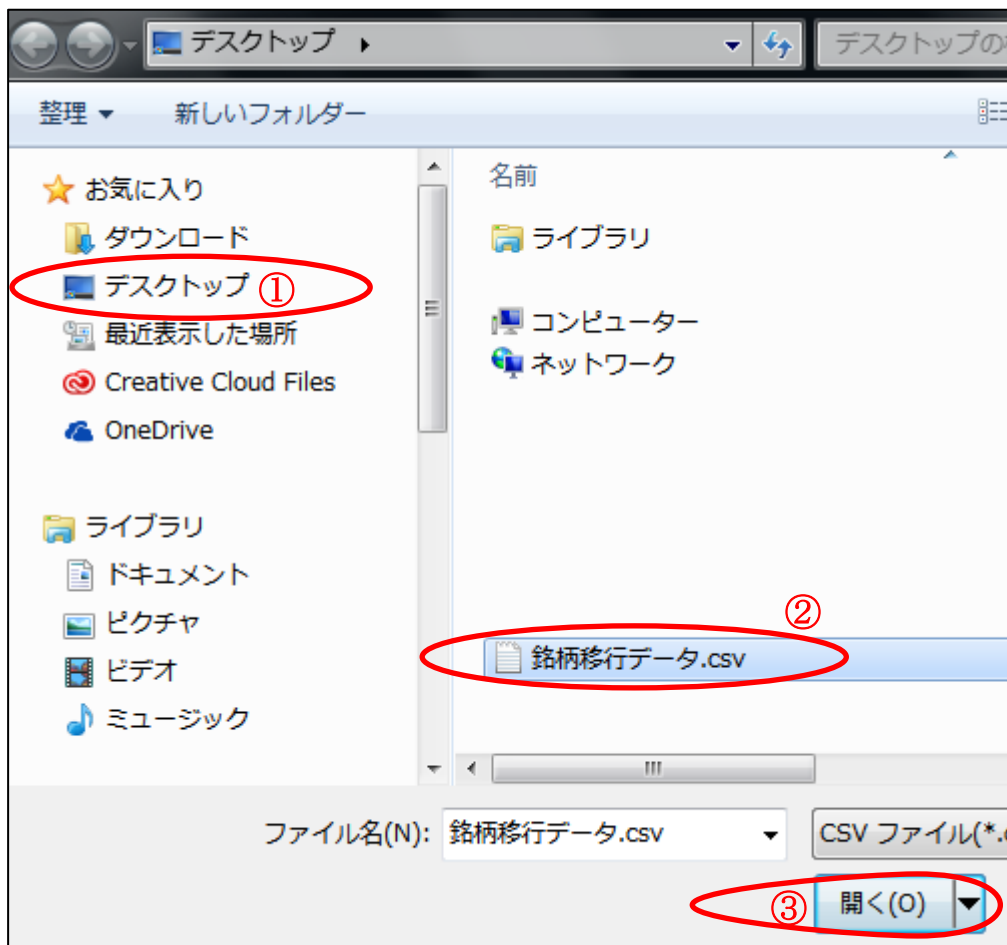 デスクトップ
デスクトップの
整理
新しいフォルダー
お気に入り
ダウンロード
デスクトップ ①
最近表示した場所
Creative Cloud Files
OneDrive
ライブラリ
ドキュメント
ピクチャ
ビデオ
ミュージック
名前
ライブラリ
コンピューター
ネットワーク
②
銘柄移行データ.csv
ファイル名(N): 銘柄移行データ.csv
CSV ファイル(*.
③ 開く(O)